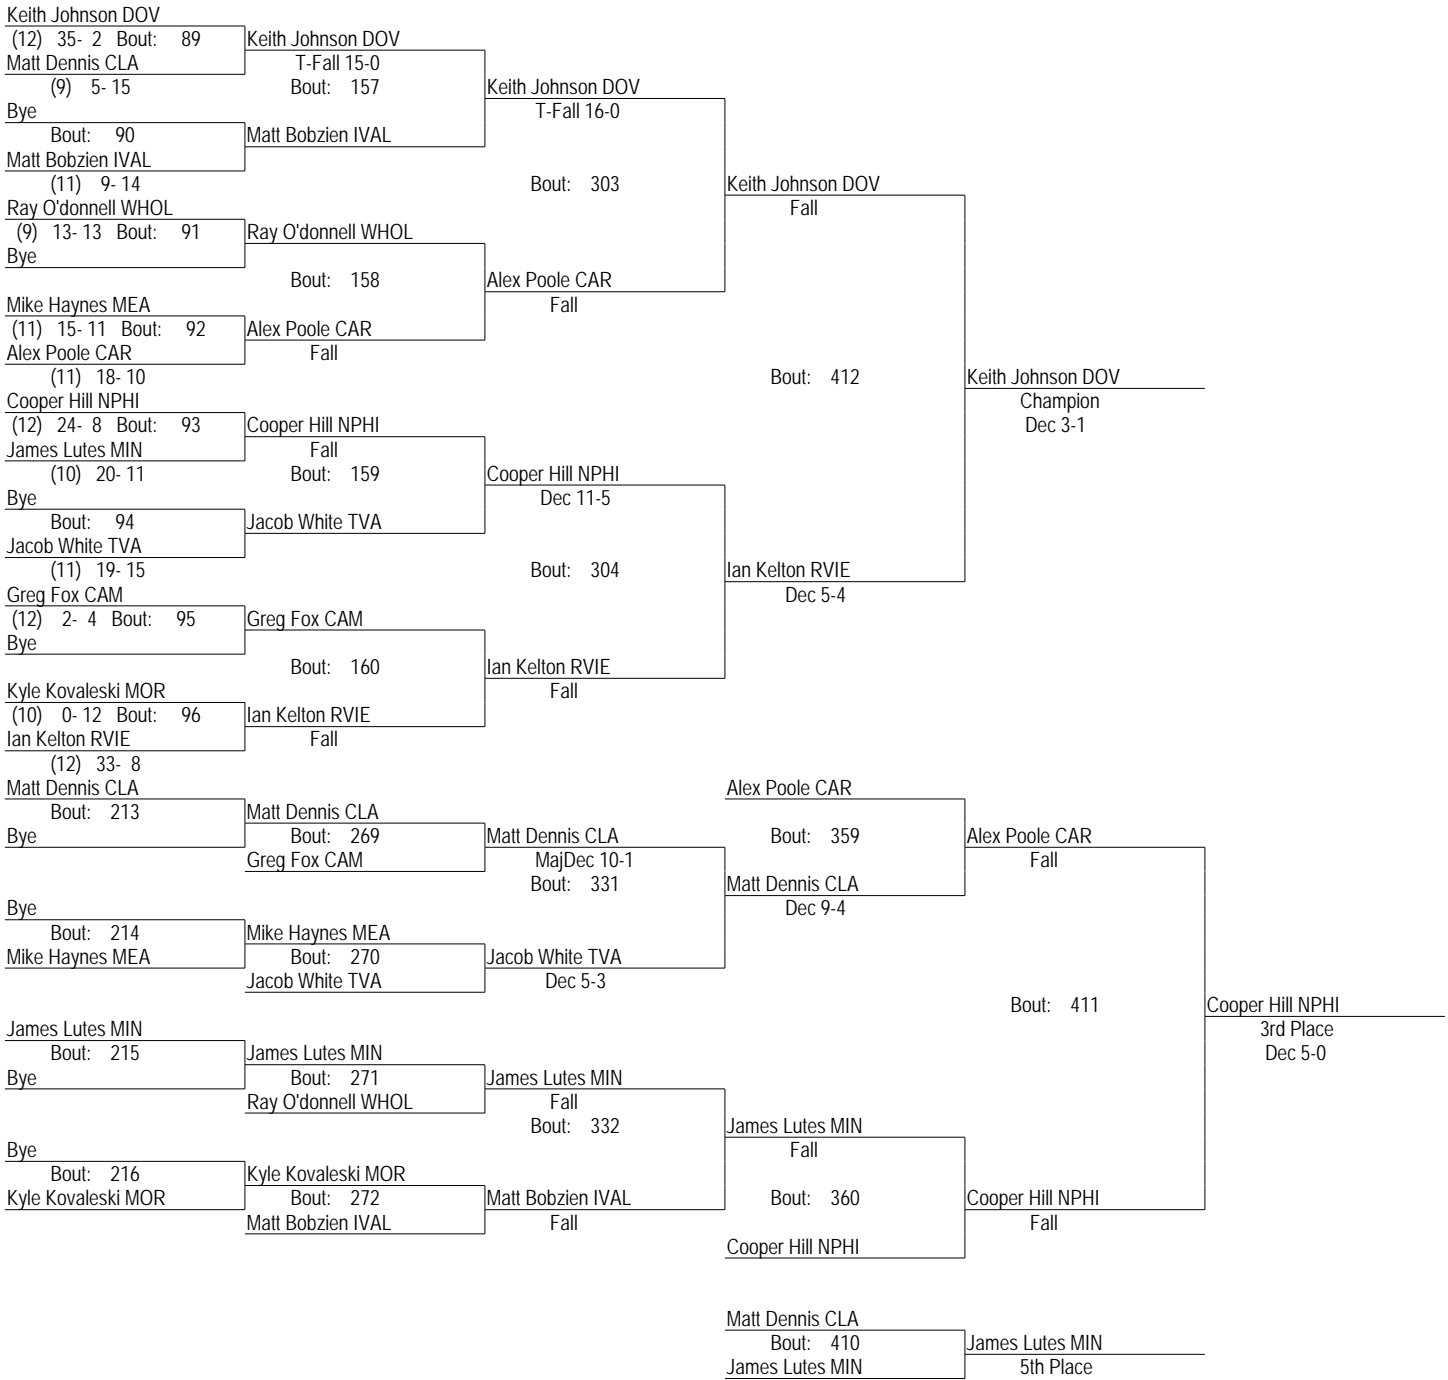 Keith Johnson DOV
(12) 35- 2 Bout: 89 Keith Johnson DOV
Matt Dennis CLA T-Fall 15-0
(9) 5- 15 Bout: 157 Keith Johnson DOV
Bye T-Fall 16-0
Bout: 90 Matt Bobzien IVAL
Matt Bobzien IVAL
(11) 9- 14 Bout: 303 Keith Johnson DOV
Ray O'donnell WHOL Fall
(9) 13- 13 Bout: 91 Ray O'donnell WHOL
Bye
Bout: 158 Alex Poole CAR
Mike Haynes MEA Fall
(11) 15- 11 Bout: 92 Alex Poole CAR
Alex Poole CAR Fall
(11) 18- 10 Bout: 412 Keith Johnson DOV
Cooper Hill NPHI Champion
(12) 24- 8 Bout: 93 Cooper Hill NPHI Dec 3-1
James Lutes MIN Fall
(10) 20- 11 Bout: 159 Cooper Hill NPHI
Bye Dec 11-5
Bout: 94 Jacob White TVA
Jacob White TVA
(11) 19- 15 Bout: 304 Ian Kelton RVIE
Greg Fox CAM Dec 5-4
(12) 2- 4 Bout: 95 Greg Fox CAM
Bye
Bout: 160 Ian Kelton RVIE
Kyle Kovaleski MOR Fall
(10) 0- 12 Bout: 96 Ian Kelton RVIE
Ian Kelton RVIE Fall
(12) 33- 8
Matt Dennis CLA Alex Poole CAR
Bout: 213 Matt Dennis CLA
Bye Bout: 269 Matt Dennis CLA Bout: 359 Alex Poole CAR
Greg Fox CAM MajDec 10-1 Fall
Bout: 331 Matt Dennis CLA
Bye Dec 9-4
Bout: 214 Mike Haynes MEA
Mike Haynes MEA Bout: 270 Jacob White TVA
Jacob White TVA Dec 5-3
Bout: 411 Cooper Hill NPHI
James Lutes MIN 3rd Place
Bout: 215 James Lutes MIN Dec 5-0
Bye Bout: 271 James Lutes MIN
Ray O'donnell WHOL Fall
Bout: 332 James Lutes MIN
Bye Fall
Bout: 216 Kyle Kovaleski MOR
Kyle Kovaleski MOR Bout: 272 Matt Bobzien IVAL Bout: 360 Cooper Hill NPHI
Matt Bobzien IVAL Fall Fall
Cooper Hill NPHI
Matt Dennis CLA
Bout: 410 James Lutes MIN
James Lutes MIN 5th Place